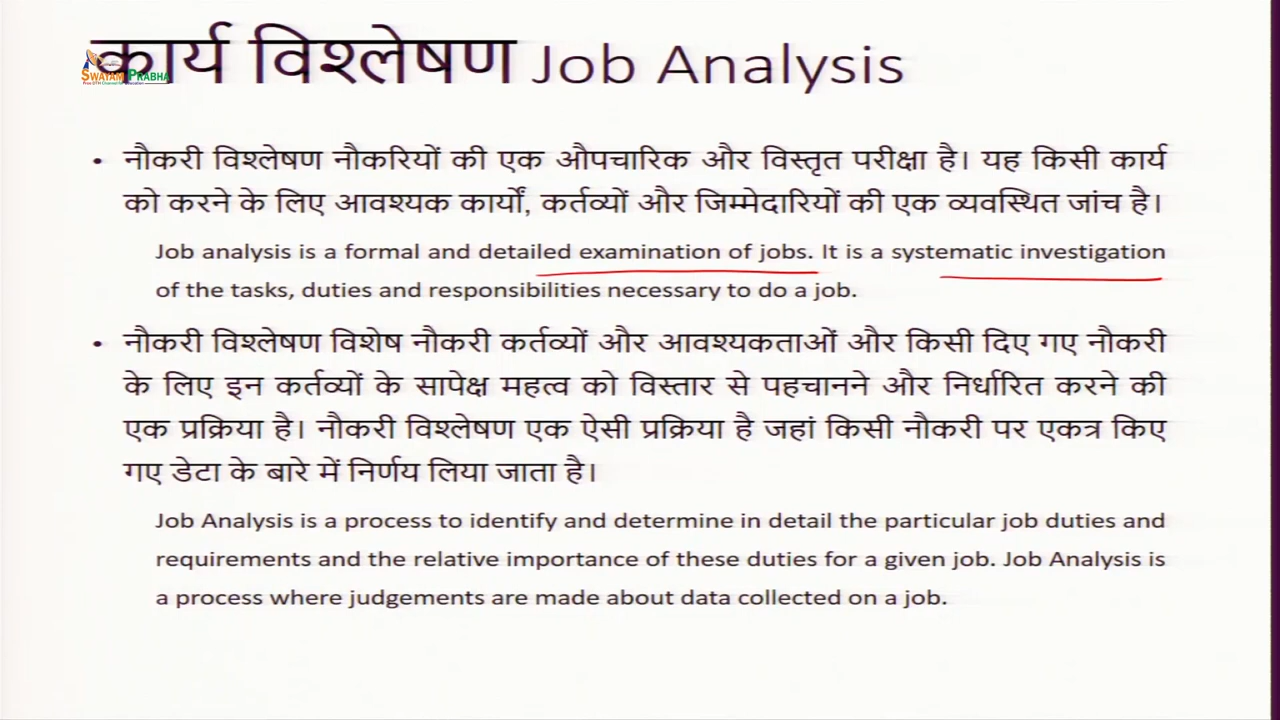 कार्य विश्लेषण Job Analysis
SWAYAM PRABHA
• नौकरी विश्लेषण नौकरियों की एक औपचारिक और विस्तृत परीक्षा है। यह किसी कार्य
को करने के लिए आवश्यक कार्यों, कर्तव्यों और जिम्मेदारियों की एक व्यवस्थित जांच है।
Job analysis is a formal and detailed examination of jobs. It is a systematic investigation
of the tasks, duties and responsibilities necessary to do a job.
• नौकरी विश्लेषण विशेष नौकरी कर्तव्यों और आवश्यकताओं और किसी दिए गए नौकरी
के लिए इन कर्तव्यों के सापेक्ष महत्व को विस्तार से पहचानने और निर्धारित करने की
एक प्रक्रिया है। नौकरी विश्लेषण एक ऐसी प्रक्रिया है जहां किसी नौकरी पर एकत्र किए
गए डेटा के बारे में निर्णय लिया जाता है।
Job Analysis is a process to identify and determine in detail the particular job duties and
requirements and the relative importance of these duties for a given job. Job Analysis is
a process where judgements are made about data collected on a job.